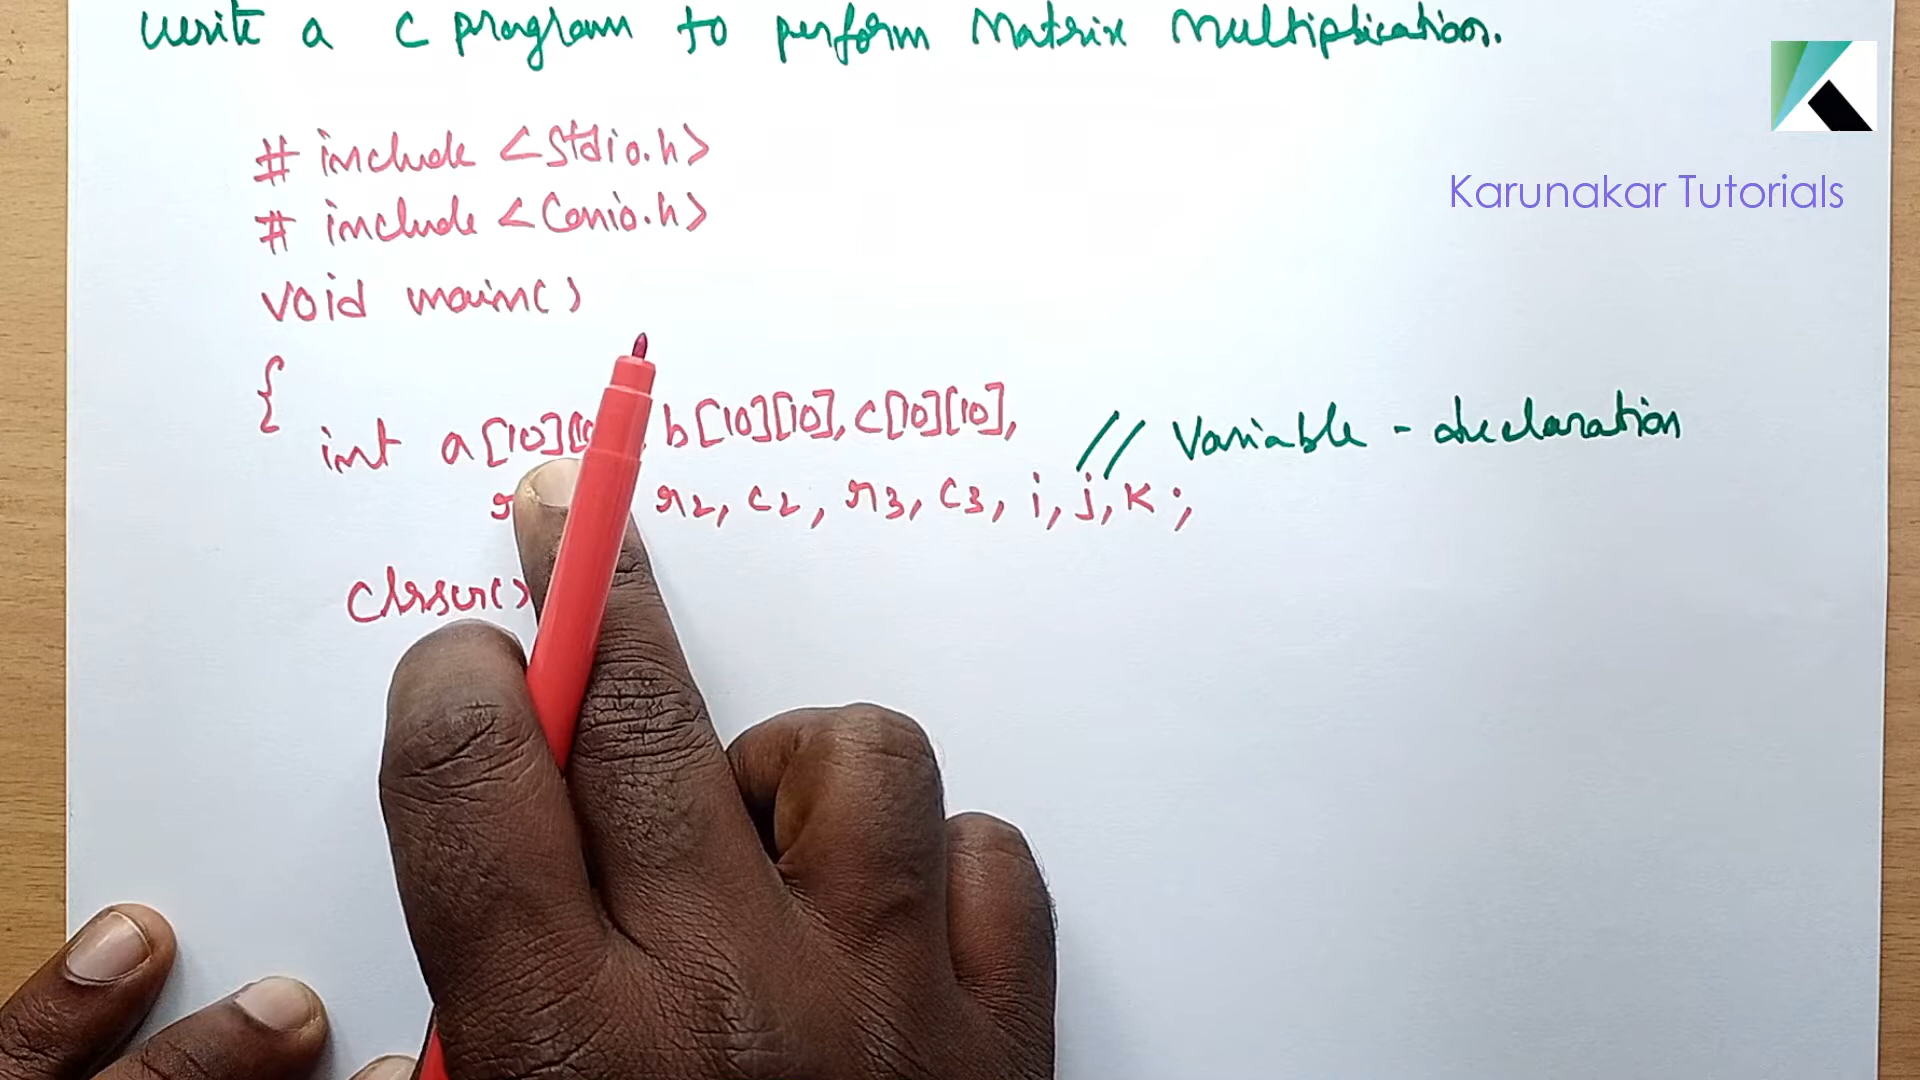 write a c program to perform Matrix Multiplication.
Karunakar Tutorials
# include <stdio.h>
# include <conio.h>
void main()
{
int a[10][10], b[10][10], c[10][10], // Variable - declaration
r2, c2, r3, c3, i, j, k;
clrscr()